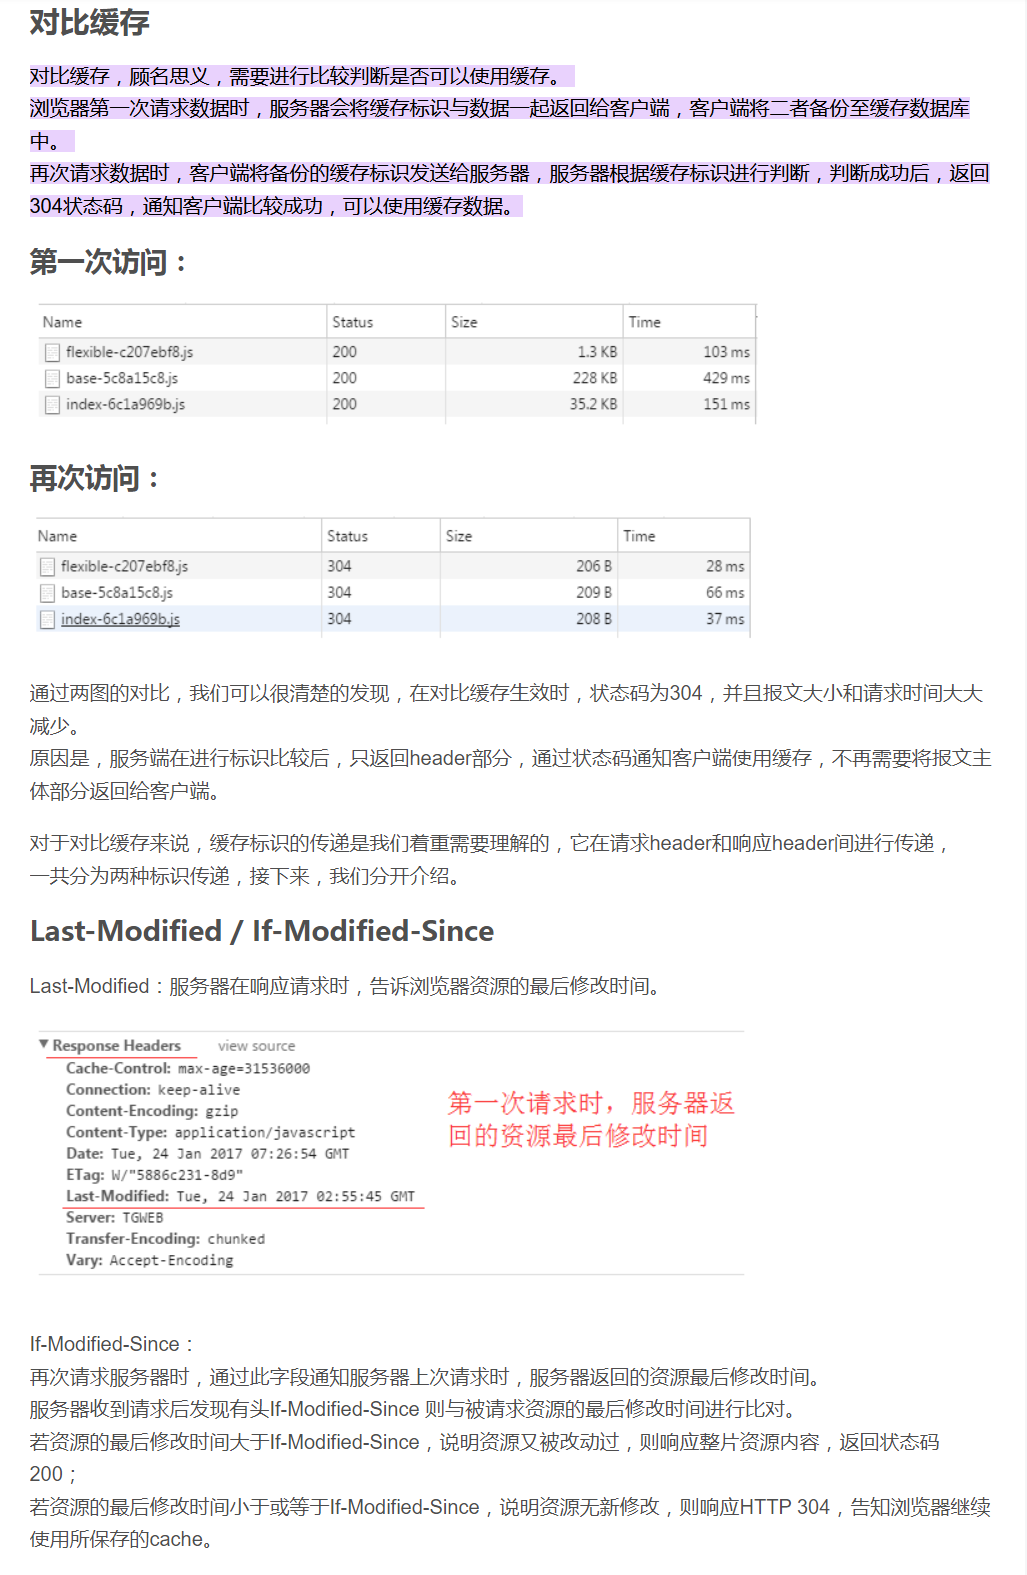 对比缓存
对比缓存，顾名思义，需要进行比较判断是否可以使用缓存。
浏览器第一次请求数据时，服务器会将缓存标识与数据一起返回给客户端，客户端将二者备份至缓存数据库
中。
再次请求数据时，客户端将备份的缓存标识发送给服务器，服务器根据缓存标识进行判断，判断成功后，返回
304状态码，通知客户端比较成功，可以使用缓存数据。
第一次访问：
Name Status Size Time
flexible-c207ebf8.js 200 1.3 KB 103 ms
base-5c8a15c8.js 200 228 KB 429 ms
index-6c1a969b.js 200 35.2 KB 151 ms
再次访问：
Name Status Size Time
flexible-c207ebf8.js 304 206 B 28 ms
base-5c8a15c8.js 304 209 B 66 ms
index-6c1a969b.js 304 208 B 37 ms
通过两图的对比，我们可以很清楚的发现，在对比缓存生效时，状态码为304，并且报文大小和请求时间大大
减少。
原因是，服务端在进行标识比较后，只返回header部分，通过状态码通知客户端使用缓存，不再需要将报文主
体部分返回给客户端。
对于对比缓存来说，缓存标识的传递是我们着重需要理解的，它在请求header和响应header间进行传递，
一共分为两种标识传递，接下来，我们分开介绍。
Last-Modified / If-Modified-Since
Last-Modified：服务器在响应请求时，告诉浏览器资源的最后修改时间。
Response Headers view source
Cache-Control: max-age=31536000
Connection: keep-alive
Content-Encoding: gzip
Content-Type: application/javascript
Date: Tue, 24 Jan 2017 07:26:54 GMT
ETag: W/"5886c231-8d9"
Last-Modified: Tue, 24 Jan 2017 02:55:45 GMT
Server: TGWEB
Transfer-Encoding: chunked
Vary: Accept-Encoding
第一次请求时，服务器返
回的资源最后修改时间
If-Modified-Since：
再次请求服务器时，通过此字段通知服务器上次请求时，服务器返回的资源最后修改时间。
服务器收到请求后发现有头If-Modified-Since 则与被请求资源的最后修改时间进行比对。
若资源的最后修改时间大于If-Modified-Since，说明资源又被改动过，则响应整片资源内容，返回状态码
200；
若资源的最后修改时间小于或等于If-Modified-Since，说明资源无新修改，则响应HTTP 304，告知浏览器继续
使用所保存的cache。